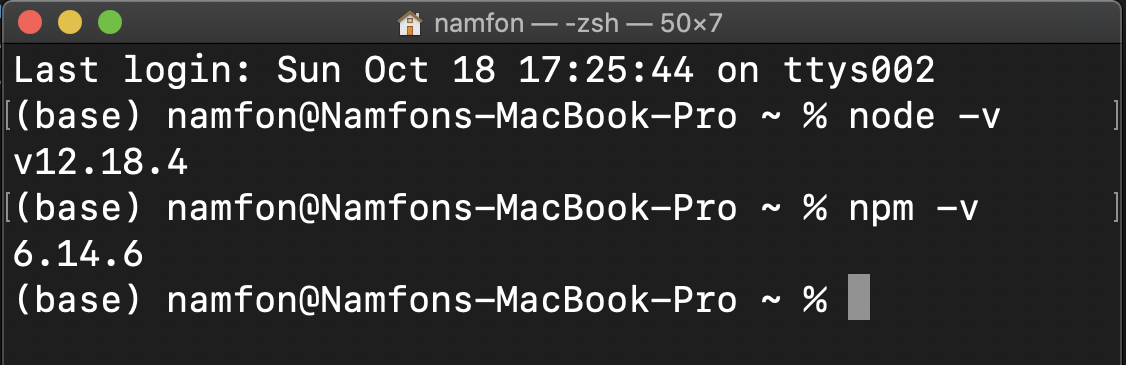 namfon — -zsh — 50×7
Last login: Sun Oct 18 17:25:44 on ttys002
[(base) namfon@Namfons-MacBook-Pro ~ % node -v ]
v12.18.4
[(base) namfon@Namfons-MacBook-Pro ~ % npm -v ]
6.14.6
(base) namfon@Namfons-MacBook-Pro ~ %